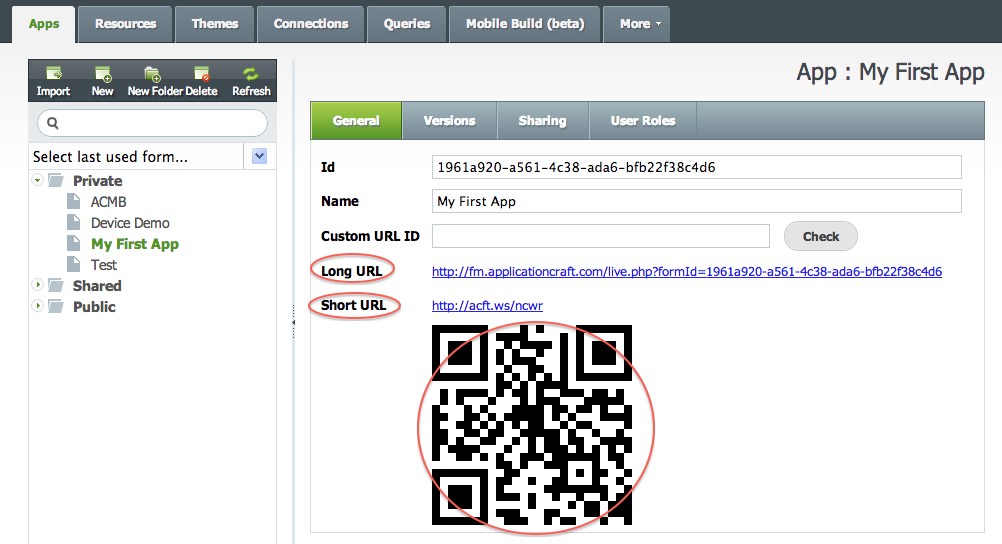 Apps Resources Themes Connections Queries Mobile Build (beta) More
App : My First App
Import New New Folder Delete Refresh
Select last used form...
Private
ACMB
Device Demo
My First App
Test
Shared
Public
General Versions Sharing User Roles
Id 1961a920-a561-4c38-ada6-bfb22f38c4d6
Name My First App
Custom URL ID Check
Long URL http://fm.applicationcraft.com/live.php?formId=1961a920-a561-4c38-ada6-bfb22f38c4d6
Short URL http://acft.ws/ncwr